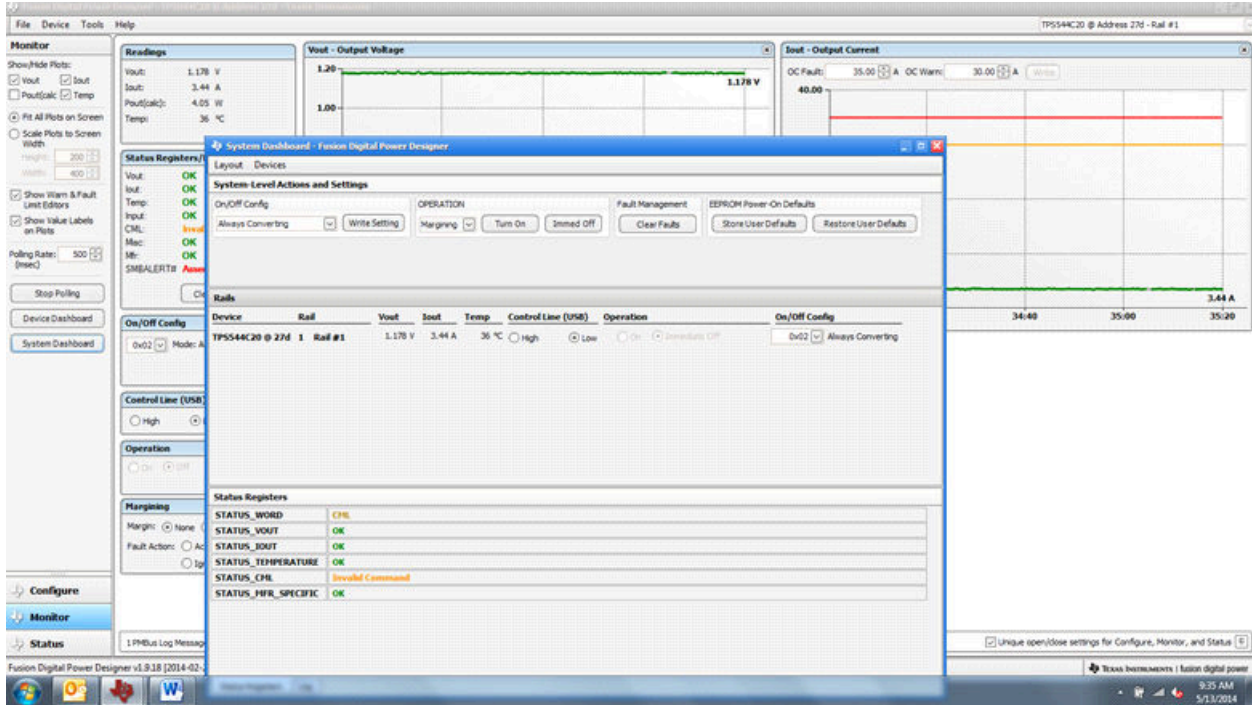 File Device Tools Help
TPS544C20 @ Address 27d - Rail #1
Monitor
Show/Hide Plots:
Vout Iout
Pout(calc) Temp
Fit All Plots on Screen
Scale Plots to Screen
Width
Height: 200
Width: 400
Show Warn & Fault
Limit Editors
Show Value Labels
on Plots
Polling Rate: 500
(msec)
Stop Polling
Device Dashboard
System Dashboard
Configure
Monitor
Status
Readings
Vout: 1.178 V
Iout: 3.44 A
Pout(calc): 4.05 W
Temp: 36 °C
Status Registers/
Vout: OK
Iout: OK
Temp: OK
Input: OK
CML: Inval
Misc: OK
Mfr: OK
SMBALERT#
On/Off Config
0x02 Mode: A
Control Line (USB)
High
Operation
On Off
Margining
Margin: None
Fault Action:
1 PMBus Log Message
Vout - Output Voltage
1.20
1.178 V
1.00
Iout - Output Current
OC Fault: 35.00 A OC Warn: 30.00 A Write
40.00
3.44 A
34:40 35:00 35:20
System Dashboard - Fusion Digital Power Designer
Layout Devices
System-Level Actions and Settings
On/Off Config OPERATION Fault Management EEPROM Power-On Defaults
Always Converting Write Setting Margining Turn On Immed Off Clear Faults Store User Defaults Restore User Defaults
Rails
Device Rail Vout Iout Temp Control Line (USB) Operation On/Off Config
TPS544C20 @ 27d 1 Rail #1 1.178 V 3.44 A 36 °C High Low On Immediate Off 0x02 Always Converting
Status Registers
STATUS_WORD CML
STATUS_VOUT OK
STATUS_IOUT OK
STATUS_TEMPERATURE OK
STATUS_CML Invalid Command
STATUS_MFR_SPECIFIC OK
Status Registers Log
Unique open/close settings for Configure, Monitor, and Status
Fusion Digital Power Designer v1.9.18 [2014-02-
TEXAS INSTRUMENTS | fusion digital power
9:35 AM
5/13/2014